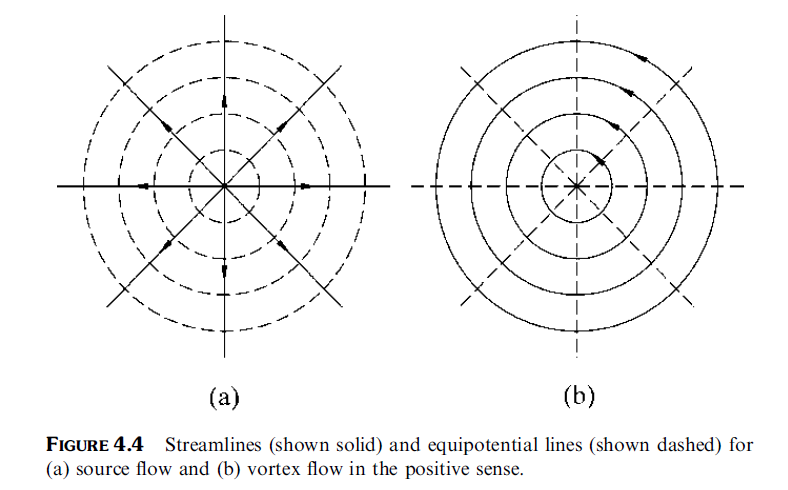 (a)
(b)
FIGURE 4.4 Streamlines (shown solid) and equipotential lines (shown dashed) for
(a) source flow and (b) vortex flow in the positive sense.